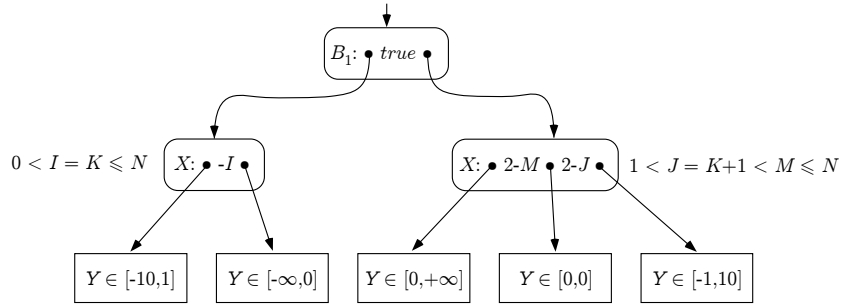 B₁: • true •
0 < I = K ⩽ N
X: • -I •
X: • 2-M • 2-J •
1 < J = K+1 < M ⩽ N
Y ∈ [-10,1]
Y ∈ [-∞,0]
Y ∈ [0,+∞]
Y ∈ [0,0]
Y ∈ [-1,10]